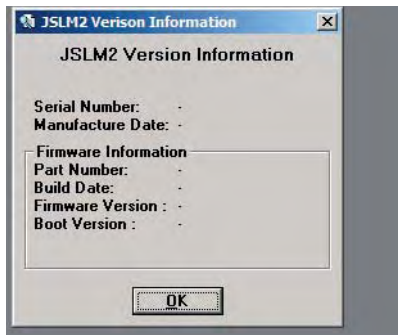 JSLM2 Verison Information
JSLM2 Version Information
Serial Number: -
Manufacture Date: -
Firmware Information
Part Number: -
Build Date: -
Firmware Version : -
Boot Version : -
OK